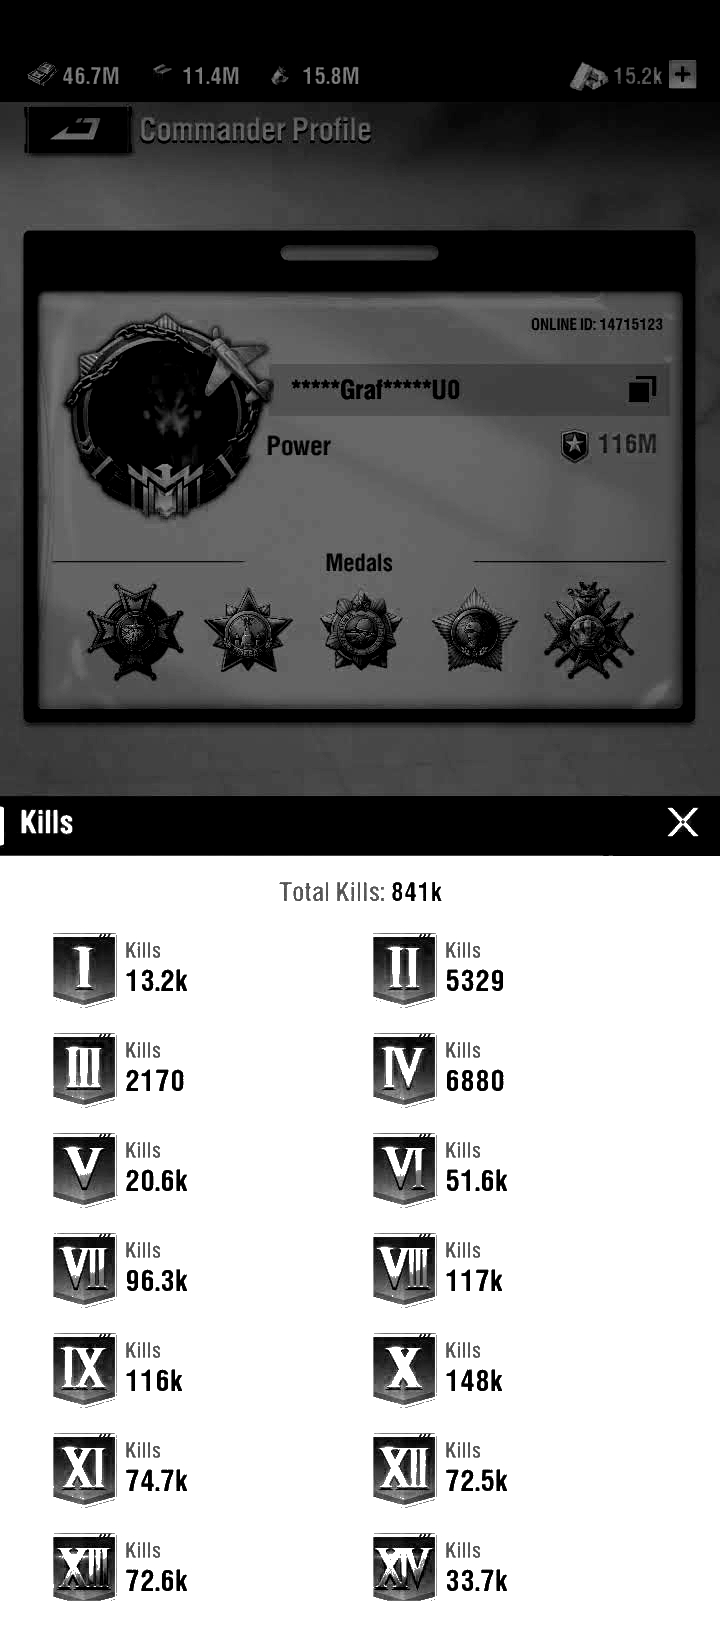 46.7M 11.4M 15.8M 15.2k
Commander Profile
ONLINE ID: 14715123
*****Graf*****U0
Power 116M
Medals
Kills
Total Kills: 841k
I Kills 13.2k
II Kills 5329
III Kills 2170
IV Kills 6880
V Kills 20.6k
VI Kills 51.6k
VII Kills 96.3k
VIII Kills 117k
IX Kills 116k
X Kills 148k
XI Kills 74.7k
XII Kills 72.5k
XIII Kills 72.6k
XIV Kills 33.7k